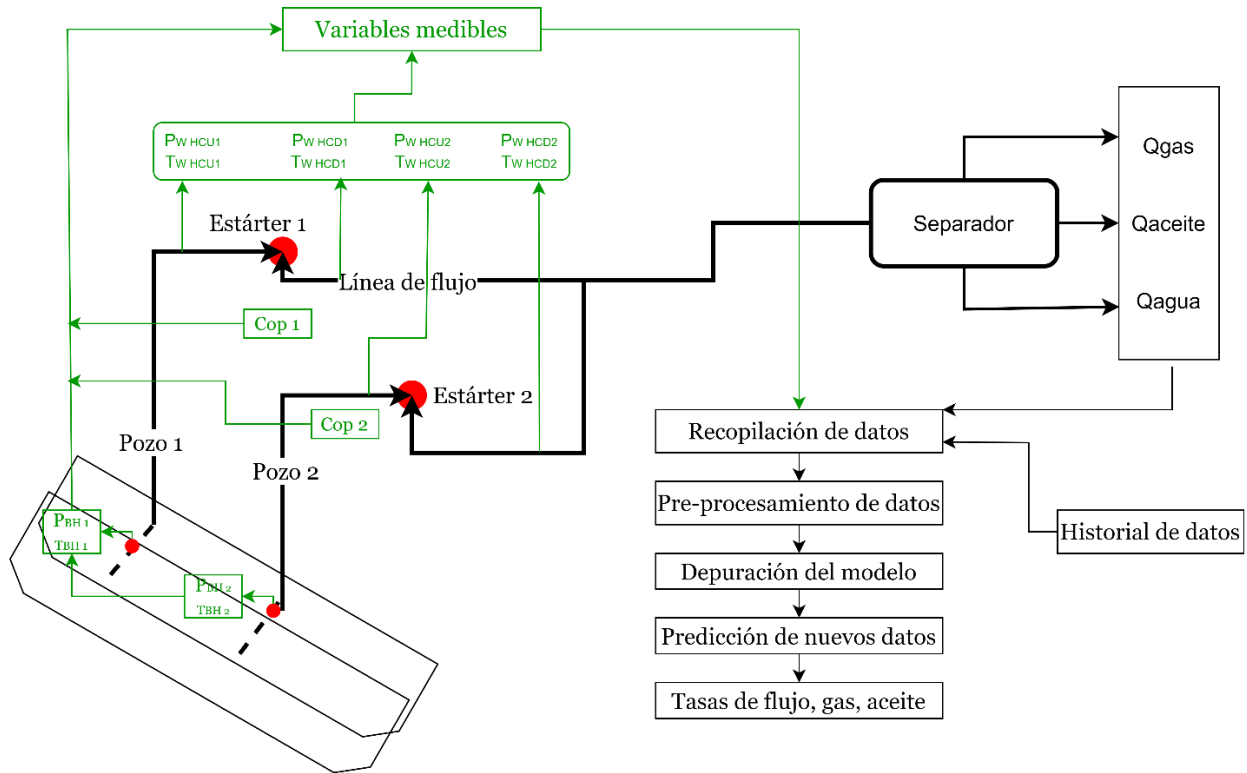 Variables medibles
PW HCU1 PW HCD1 PW HCU2 PW HCD2
TW HCU1 TW HCD1 TW HCU2 TW HCD2
Estárter 1
Línea de flujo
Cop 1
Estárter 2
Cop 2
Pozo 1
Pozo 2
PBH 1
TBH 1
PBH 2
TBH 2
Separador
Qgas
Qaceite
Qagua
Recopilación de datos
Pre-procesamiento de datos
Historial de datos
Depuración del modelo
Predicción de nuevos datos
Tasas de flujo, gas, aceite